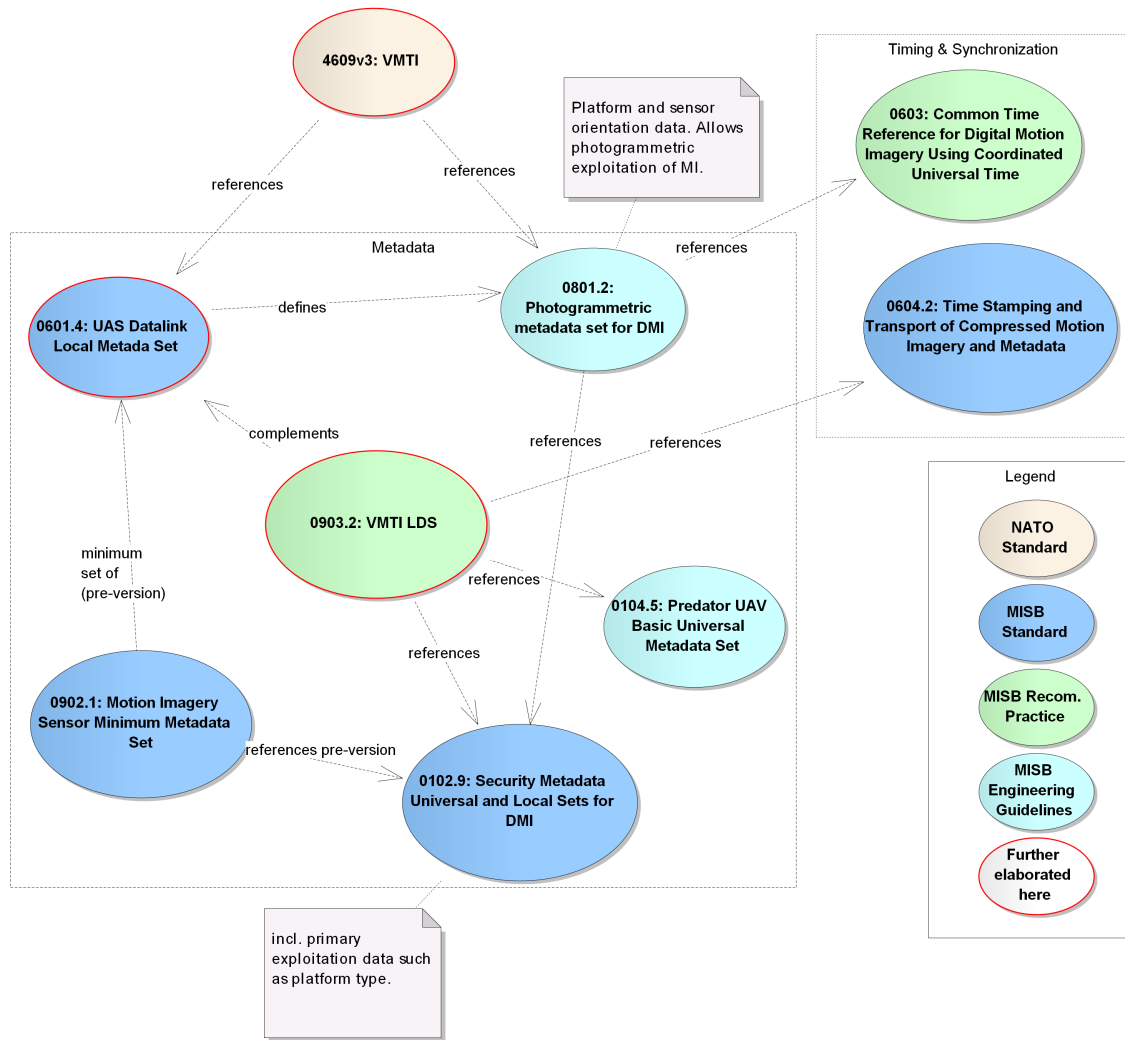 4609v3: VMTI
Timing & Synchronization
0603: Common Time
Reference for Digital Motion
Imagery Using Coordinated
Universal Time
Platform and sensor
orientation data. Allows
photogrammetric
exploitation of MI.
references
references
references
Metadata
0801.2:
Photogrammetric
metadata set for DMI
0601.4: UAS Datalink
Local Metada Set
defines
0604.2: Time Stamping and
Transport of Compressed Motion
Imagery and Metadata
complements
references
references
Legend
0903.2: VMTI LDS
NATO
Standard
minimum
set of
(pre-version)
references
0104.5: Predator UAV
Basic Universal
Metadata Set
MISB
Standard
references
0902.1: Motion Imagery
Sensor Minimum Metadata
Set
references pre-version
MISB Recom.
Practice
0102.9: Security Metadata
Universal and Local Sets for
DMI
MISB
Engineering
Guidelines
Further
elaborated
here
incl. primary
exploitation data such
as platform type.